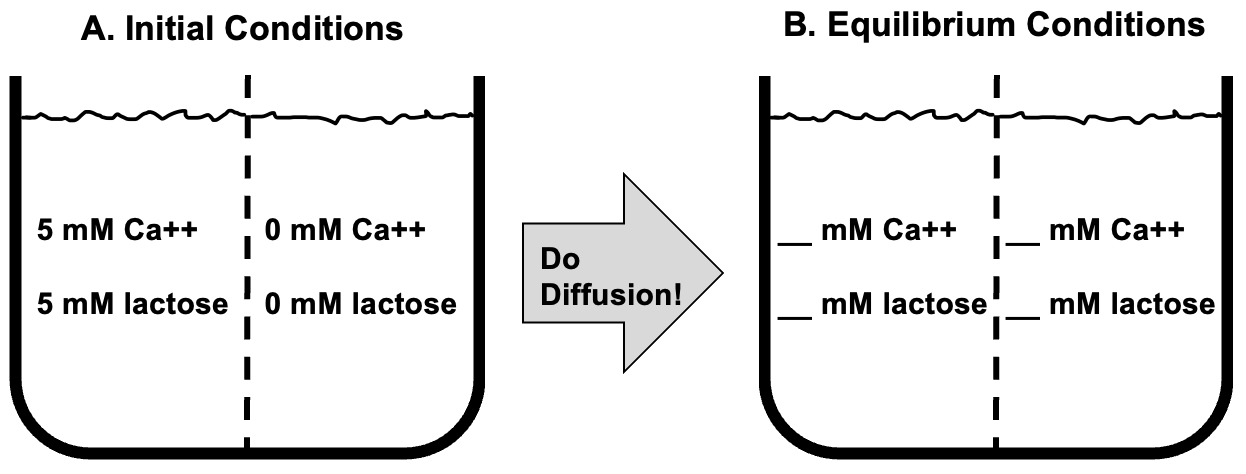 A. Initial Conditions
B. Equilibrium Conditions
5 mM Ca++
0 mM Ca++
5 mM lactose
0 mM lactose
Do
Diffusion!
__ mM Ca++
__ mM Ca++
__ mM lactose
__ mM lactose